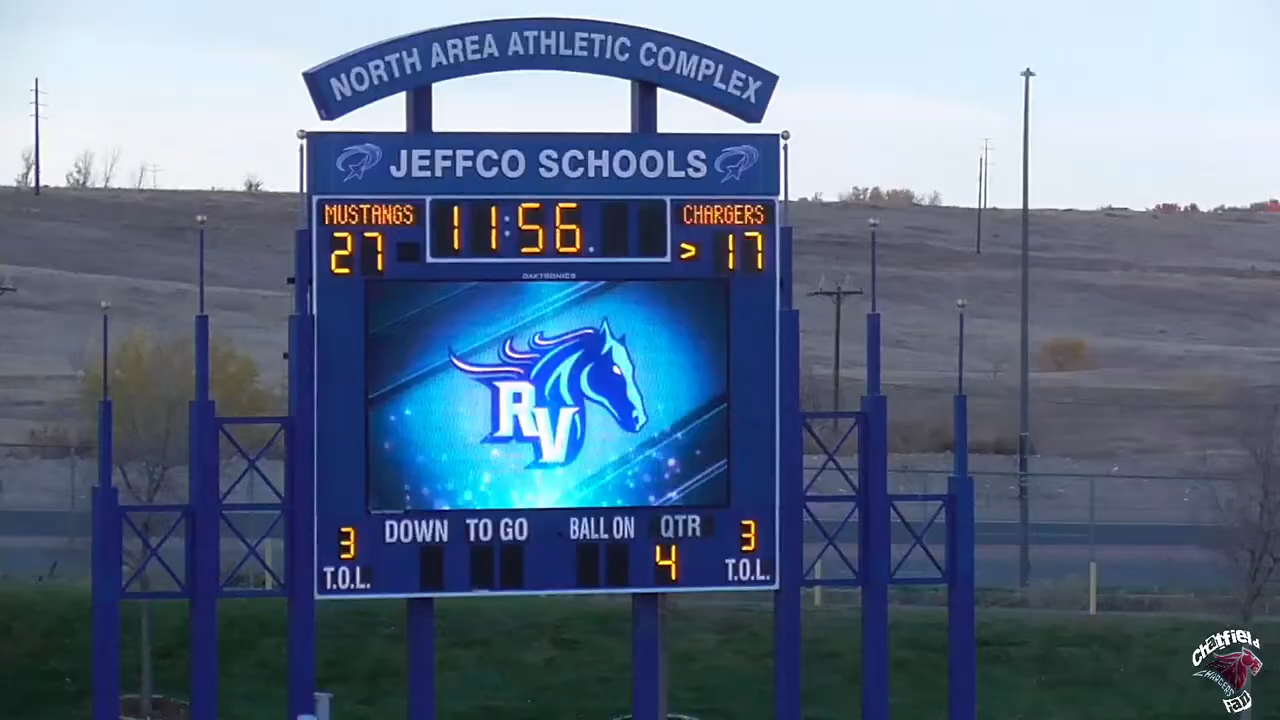 NORTH AREA ATHLETIC COMPLEX
JEFFCO SCHOOLS
MUSTANGS 11:56 CHARGERS
27 > 17
DAKTRONICS
RV
DOWN TO GO BALL ON QTR
3 4 3
T.O.L. T.O.L.
Chatfield
CHARGERS